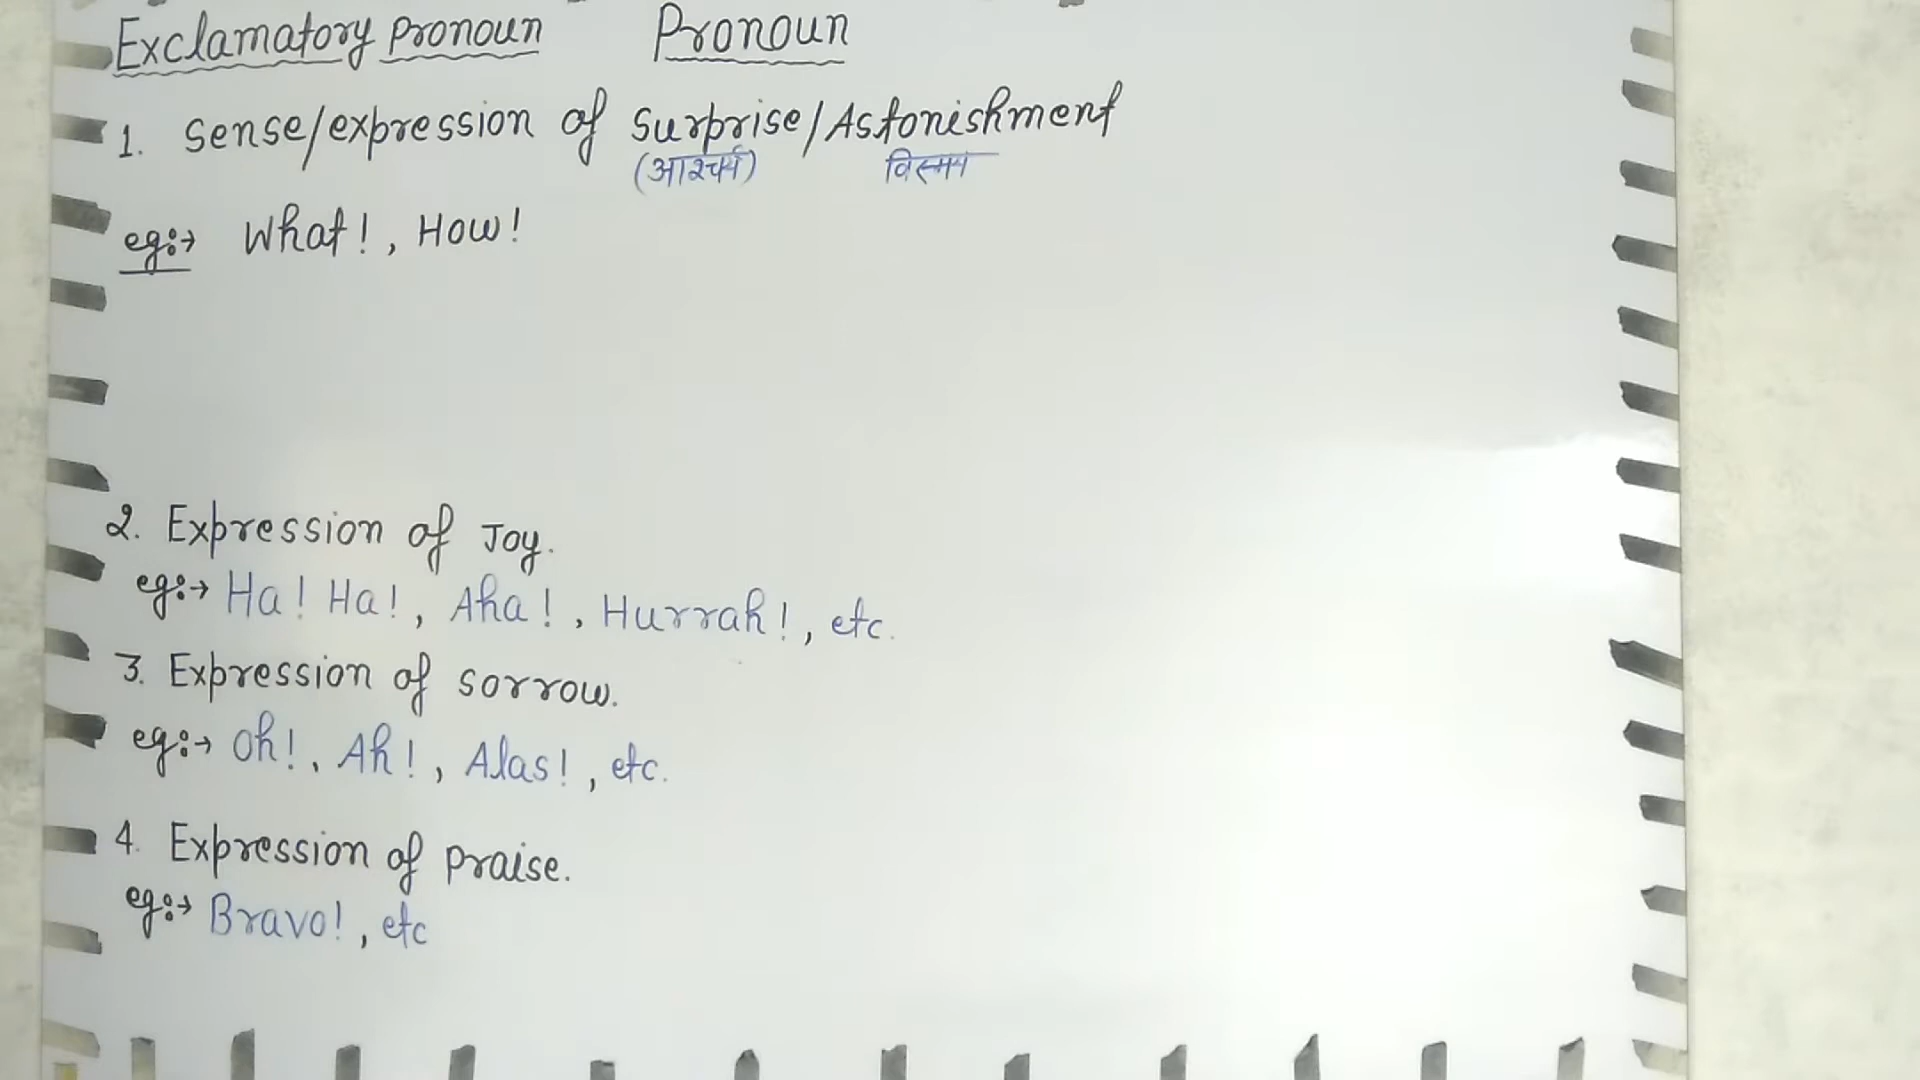 Exclamatory pronoun Pronoun
1. Sense/expression of Surprise/Astonishment
(आश्चर्य) विस्मय
eg:→ What!, How!
2. Expression of Joy.
eg:→ Ha! Ha!, Aha!, Hurrah!, etc.
3. Expression of sorrow.
eg:→ Oh!, Ah!, Alas!, etc.
4. Expression of praise.
eg:→ Bravo!, etc